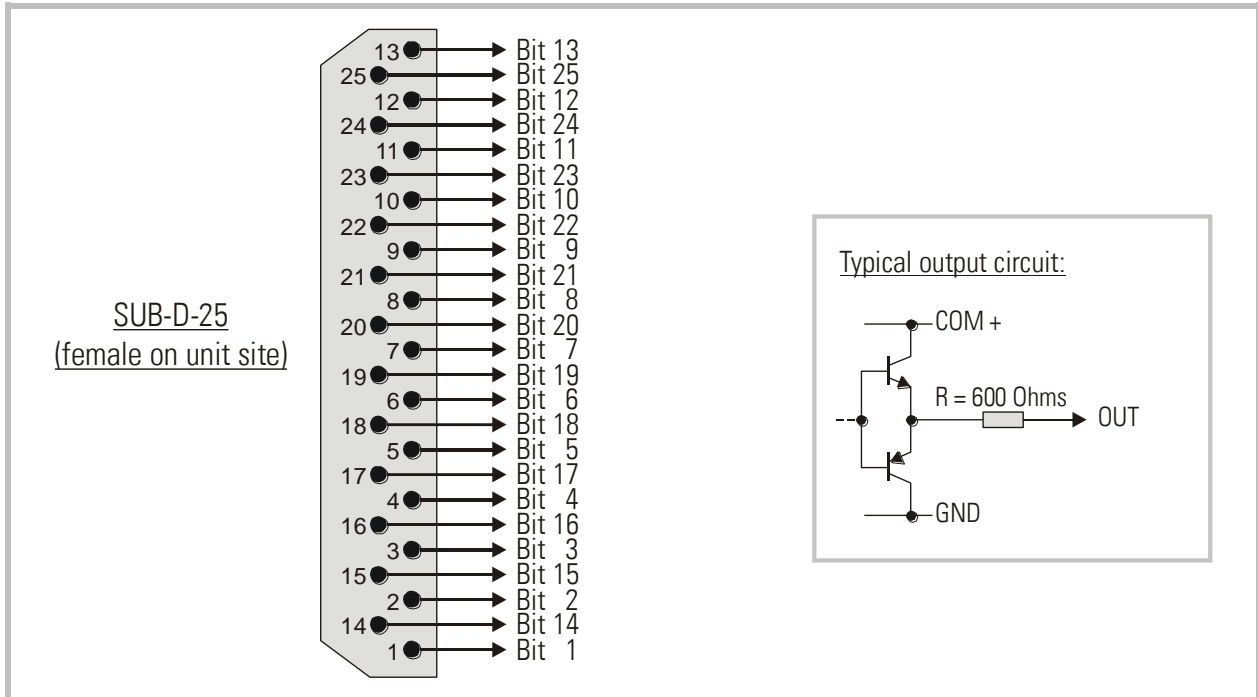 SUB-D-25
(female on unit site)
13 Bit 13
25 Bit 25
12 Bit 12
24 Bit 24
11 Bit 11
23 Bit 23
10 Bit 10
22 Bit 22
9 Bit 9
21 Bit 21
8 Bit 8
20 Bit 20
7 Bit 7
19 Bit 19
6 Bit 6
18 Bit 18
5 Bit 5
17 Bit 17
4 Bit 4
16 Bit 16
3 Bit 3
15 Bit 15
2 Bit 2
14 Bit 14
1 Bit 1
Typical output circuit:
COM +
R = 600 Ohms
OUT
GND